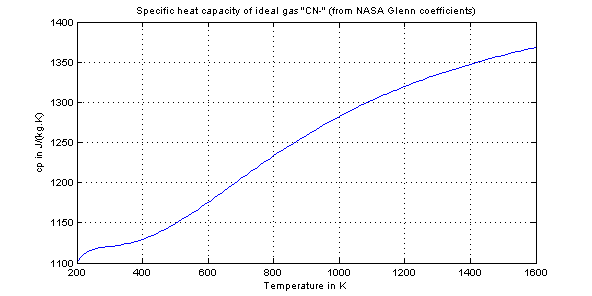 Specific heat capacity of ideal gas "CN-" (from NASA Glenn coefficients)
1400
1350
1300
1250
1200
1150
1100
cp in J/(kg.K)
200 400 600 800 1000 1200 1400 1600
Temperature in K